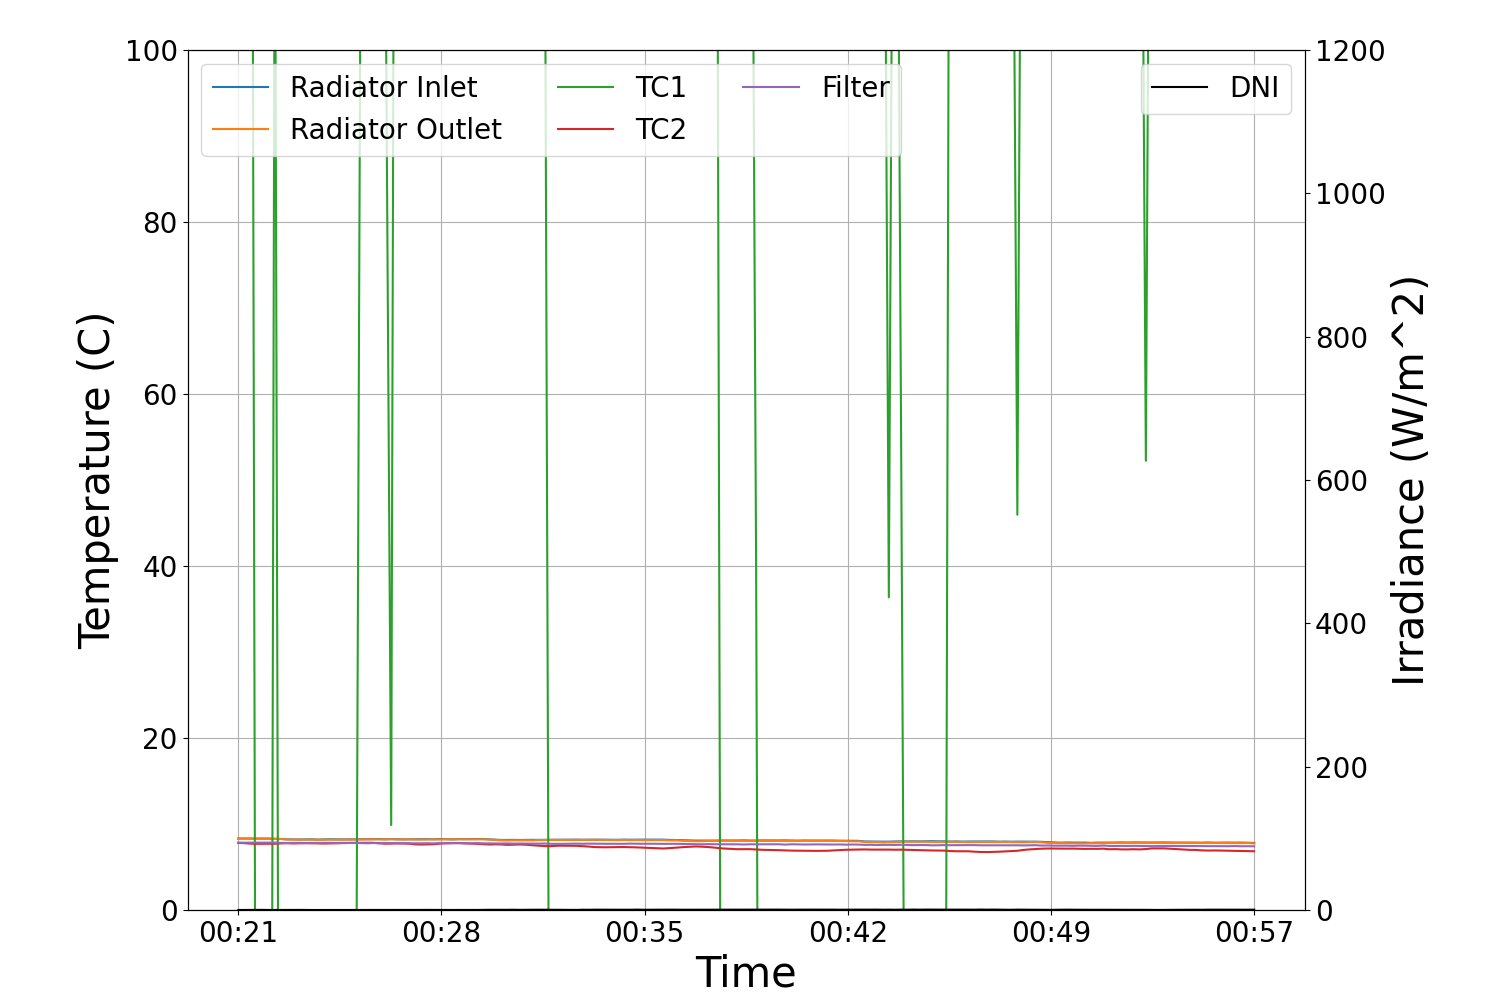 100
80
60
40
20
0
Temperature (C)
Radiator Inlet
Radiator Outlet
TC1
TC2
Filter
DNI
1200
1000
800
600
400
200
0
Irradiance (W/m^2)
00:21 00:28 00:35 00:42 00:49 00:57
Time